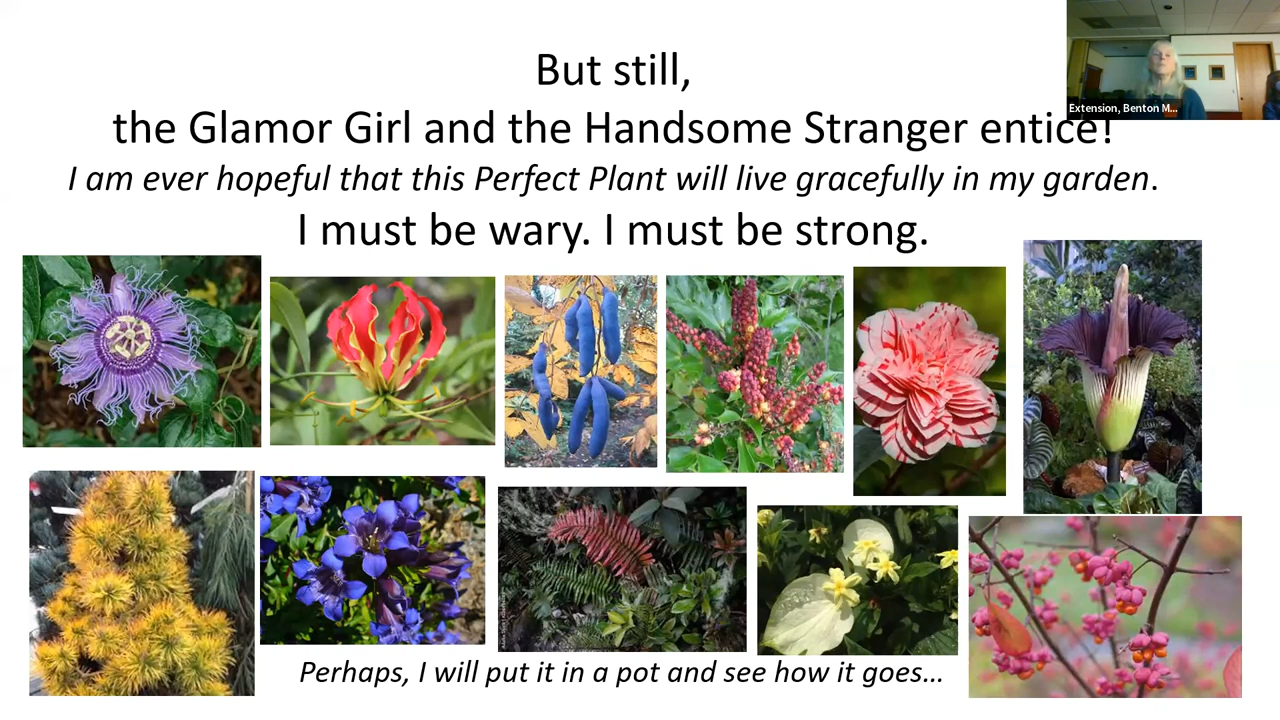 But still,
the Glamor Girl and the Handsome Stranger entice!
I am ever hopeful that this Perfect Plant will live gracefully in my garden.
I must be wary. I must be strong.
Perhaps, I will put it in a pot and see how it goes...
Extension, Benton M...